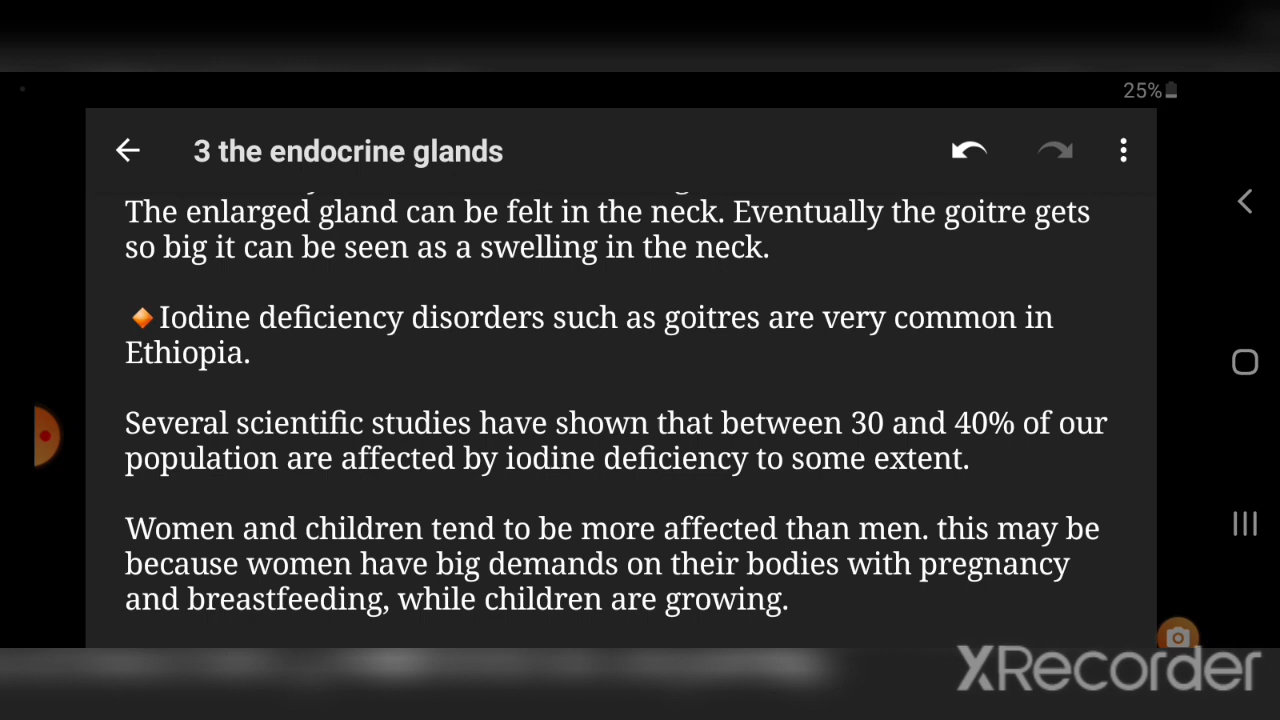 25%
3 the endocrine glands
The enlarged gland can be felt in the neck. Eventually the goitre gets
so big it can be seen as a swelling in the neck.
🔸Iodine deficiency disorders such as goitres are very common in
Ethiopia.
Several scientific studies have shown that between 30 and 40% of our
population are affected by iodine deficiency to some extent.
Women and children tend to be more affected than men. this may be
because women have big demands on their bodies with pregnancy
and breastfeeding, while children are growing.
XRecorder